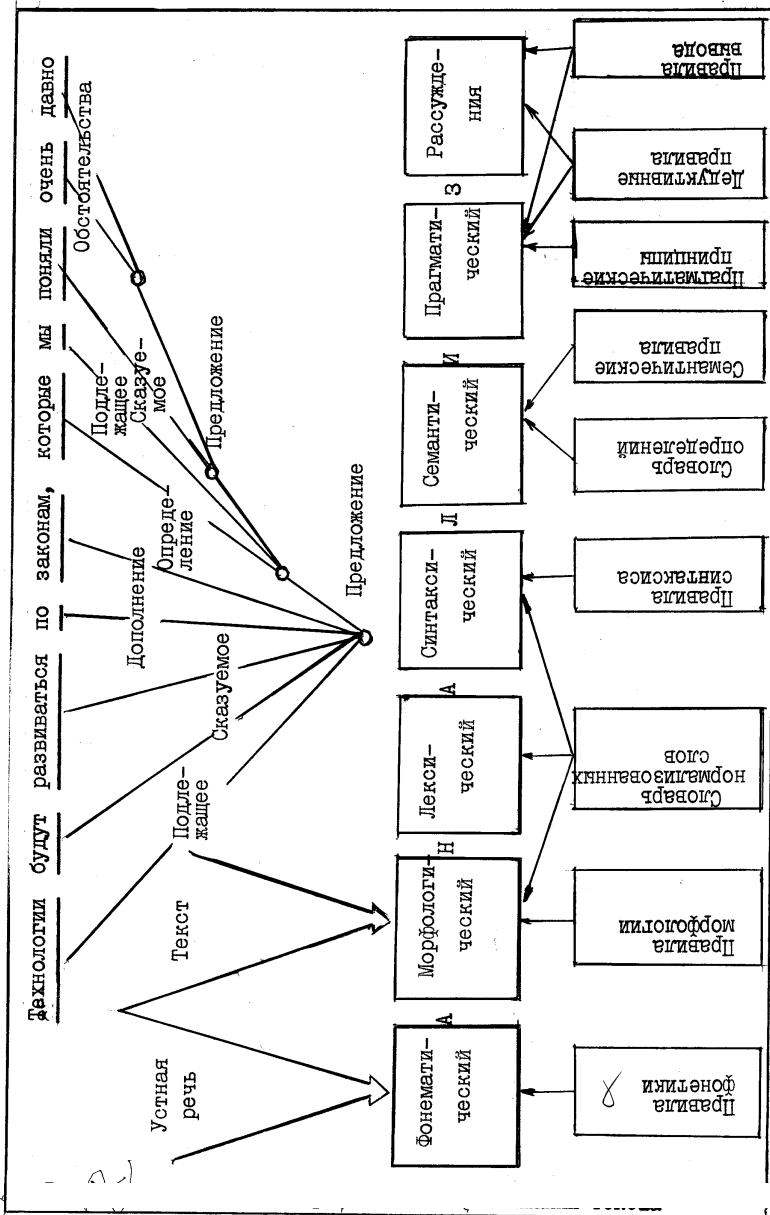 Технологии будут развиваться по законам, которые мы поняли очень давно
Устная
речь
Текст
Подле-
жащее
Сказуемое
Дополнение
Опреде-
ление
Подле-
жащее
Сказуе-
мое
Обстоятельства
Предложение
Предложение
Фонемати-
ческий
Морфологи-
ческий
Лекси-
ческий
Синтакси-
ческий
Семанти-
ческий
Прагмати-
ческий
Рассужде-
ния
А Н А Л И З
Правила
фонетики
Правила
морфологии
Словарь
нормализованных
слов
Правила
синтаксиса
Словарь
определений
Семантические
правила
Прагматические
принципы
Дедуктивные
правила
Правила
вывода